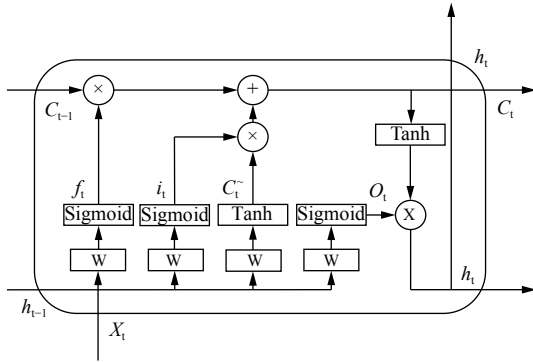 h_t
× +
C_{t−1} C_t
×
Tanh
f_t i_t C_t^~ O_t
Sigmoid Sigmoid Tanh Sigmoid X
W W W W
h_t
h_{t−1}
X_t